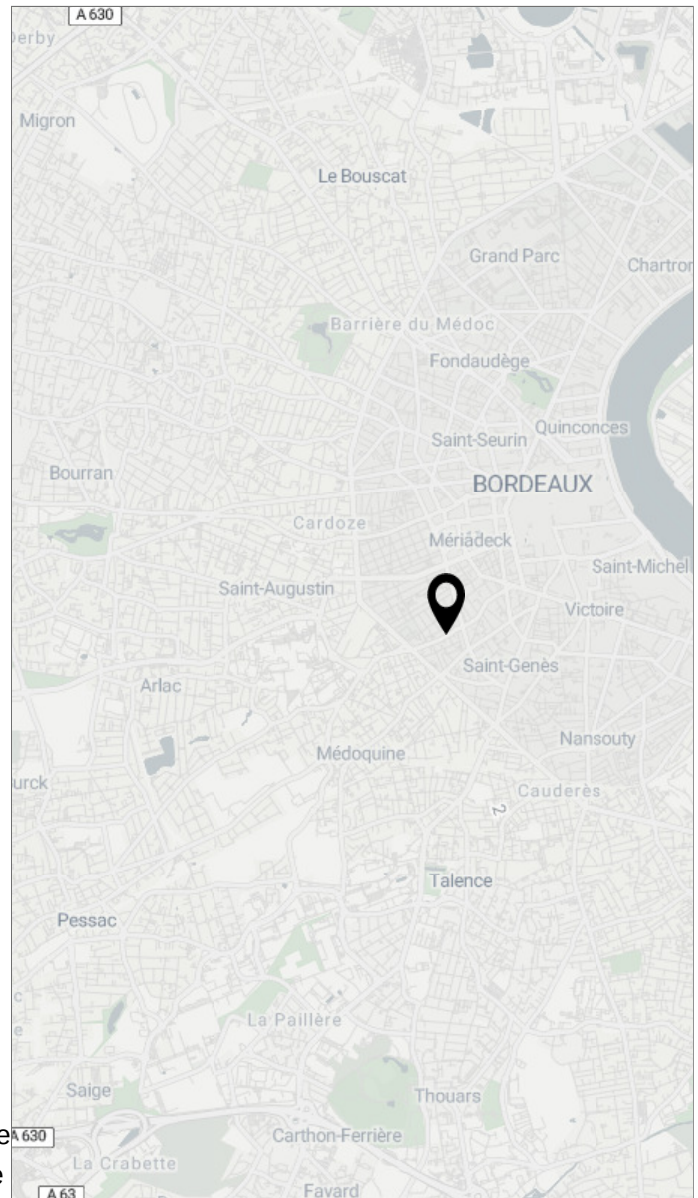 A 630
Derby
Migron
Le Bouscat
Grand Parc
Chartron
Barrière du Médoc
Fondaudège
Quinconces
Saint-Seurin
Bourran
BORDEAUX
Cardoze
Mériadeck
Saint-Michel
Saint-Augustin
Victoire
Saint-Genès
Arlac
Nansouty
Médoquine
urck
Cauderès
2
Talence
Pessac
c
e
La Paillère
Saige
Thouars
e
A 630
Carthon-Ferrière
La Crabette
e
A 63
Favard